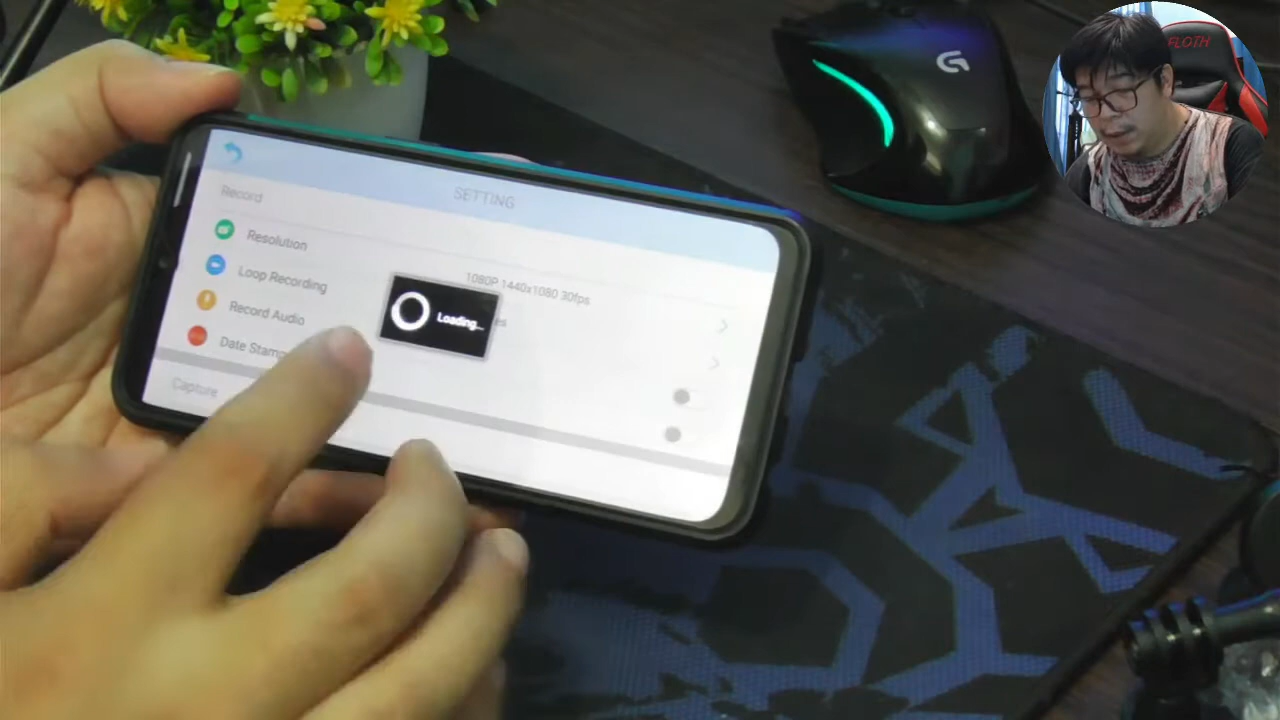 SETTING
Record
Resolution
1080P 1440x1080 30fps
Loop Recording
Record Audio
Date Stamp
Capture
Loading...
G
FLOTH